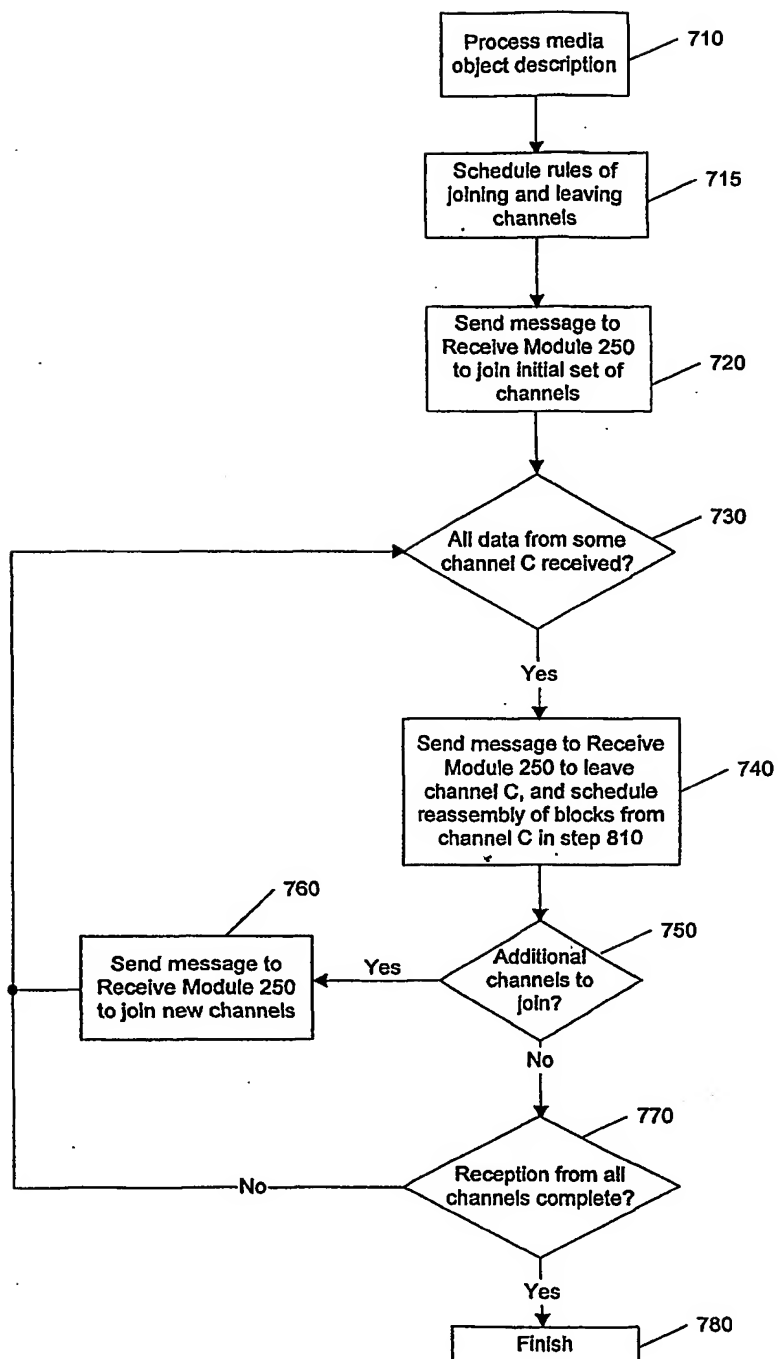 Process media
object description
710
Schedule rules of
joining and leaving
channels
715
Send message to
Receive Module 250
to join initial set of
channels
720
All data from some
channel C received?
730
Yes
Send message to Receive
Module 250 to leave
channel C, and schedule
reassembly of blocks from
channel C in step 810
740
760
Send message to
Receive Module 250
to join new channels
Yes
Additional
channels to
join?
750
No
Reception from all
channels complete?
770
No
Yes
Finish
780